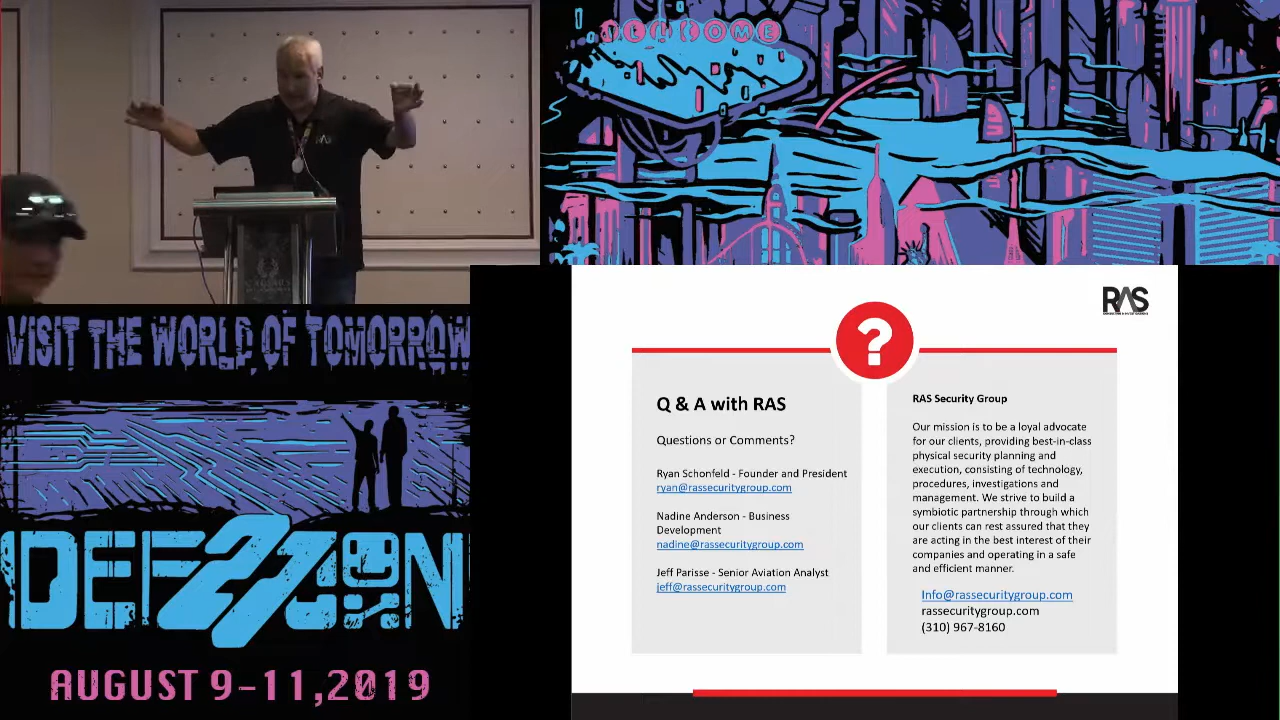 WELCOME
VISIT THE WORLD OF TOMORROW
DEF CON
27
AUGUST 9-11, 2019
RAS
Q & A with RAS
Questions or Comments?
Ryan Schonfeld - Founder and President
ryan@rassecuritygroup.com
Nadine Anderson - Business
Development
nadine@rassecuritygroup.com
Jeff Parisse - Senior Aviation Analyst
jeff@rassecuritygroup.com
RAS Security Group
Our mission is to be a loyal advocate
for our clients, providing best-in-class
physical security planning and
execution, consisting of technology,
procedures, investigations and
management. We strive to build a
symbiotic partnership through which
our clients can rest assured that they
are acting in the best interest of their
companies and operating in a safe
and efficient manner.
Info@rassecuritygroup.com
rassecuritygroup.com
(310) 967-8160